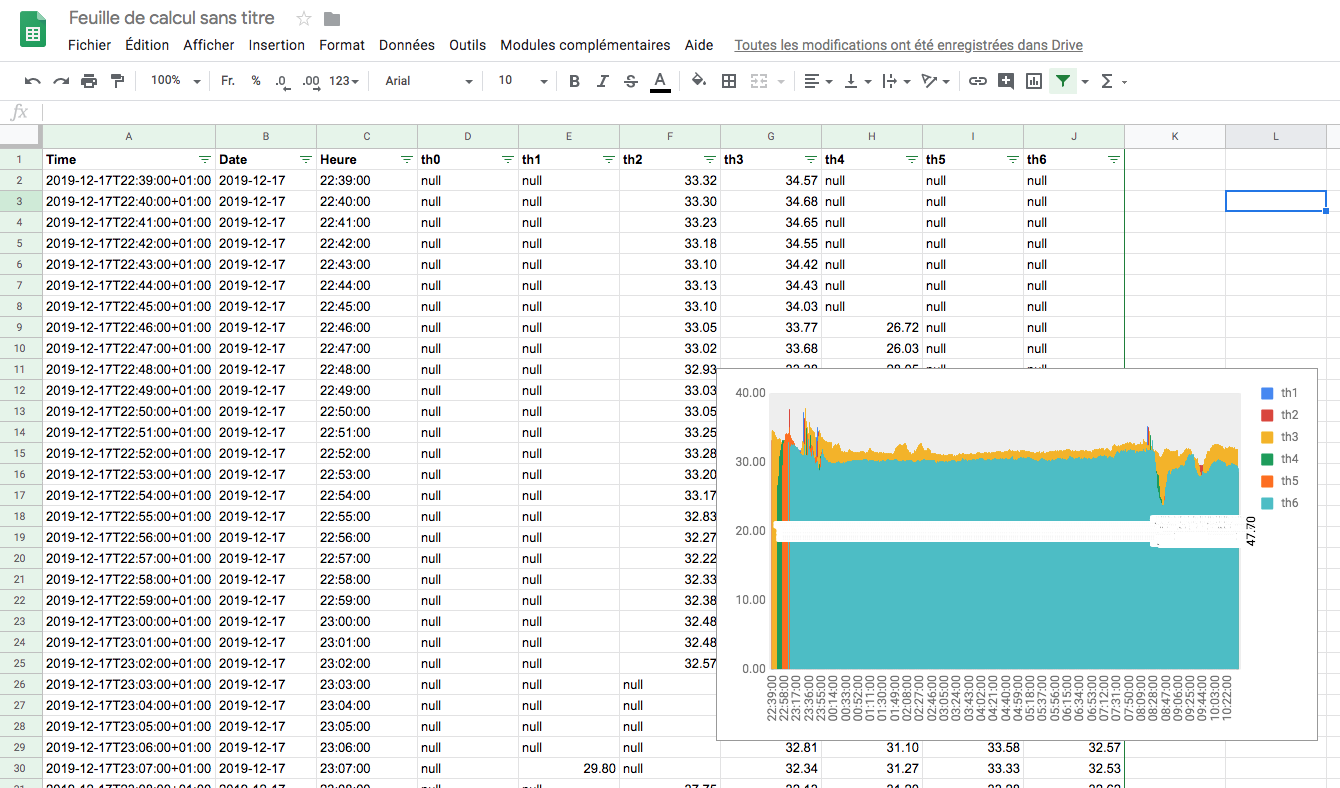 Feuille de calcul sans titre
Fichier Édition Afficher Insertion Format Données Outils Modules complémentaires Aide Toutes les modifications ont été enregistrées dans Drive
100% Fr. % .0 .00 123 Arial 10 B I S A Σ
fx
A B C D E F G H I J K L
1 Time Date Heure th0 th1 th2 th3 th4 th5 th6
2 2019-12-17T22:39:00+01:00 2019-12-17 22:39:00 null null 33.32 34.57 null null null
3 2019-12-17T22:40:00+01:00 2019-12-17 22:40:00 null null 33.30 34.68 null null null
4 2019-12-17T22:41:00+01:00 2019-12-17 22:41:00 null null 33.23 34.65 null null null
5 2019-12-17T22:42:00+01:00 2019-12-17 22:42:00 null null 33.18 34.55 null null null
6 2019-12-17T22:43:00+01:00 2019-12-17 22:43:00 null null 33.10 34.42 null null null
7 2019-12-17T22:44:00+01:00 2019-12-17 22:44:00 null null 33.13 34.43 null null null
8 2019-12-17T22:45:00+01:00 2019-12-17 22:45:00 null null 33.10 34.03 null null null
9 2019-12-17T22:46:00+01:00 2019-12-17 22:46:00 null null 33.05 33.77 26.72 null null
10 2019-12-17T22:47:00+01:00 2019-12-17 22:47:00 null null 33.02 33.68 26.03 null null
11 2019-12-17T22:48:00+01:00 2019-12-17 22:48:00 null null 32.93 null null
12 2019-12-17T22:49:00+01:00 2019-12-17 22:49:00 null null 33.03
13 2019-12-17T22:50:00+01:00 2019-12-17 22:50:00 null null 33.05
14 2019-12-17T22:51:00+01:00 2019-12-17 22:51:00 null null 33.25
15 2019-12-17T22:52:00+01:00 2019-12-17 22:52:00 null null 33.28
16 2019-12-17T22:53:00+01:00 2019-12-17 22:53:00 null null 33.20
17 2019-12-17T22:54:00+01:00 2019-12-17 22:54:00 null null 33.17
18 2019-12-17T22:55:00+01:00 2019-12-17 22:55:00 null null 32.83
19 2019-12-17T22:56:00+01:00 2019-12-17 22:56:00 null null 32.27
20 2019-12-17T22:57:00+01:00 2019-12-17 22:57:00 null null 32.22
21 2019-12-17T22:58:00+01:00 2019-12-17 22:58:00 null null 32.33
22 2019-12-17T22:59:00+01:00 2019-12-17 22:59:00 null null 32.38
23 2019-12-17T23:00:00+01:00 2019-12-17 23:00:00 null null 32.48
24 2019-12-17T23:01:00+01:00 2019-12-17 23:01:00 null null 32.48
25 2019-12-17T23:02:00+01:00 2019-12-17 23:02:00 null null 32.57
26 2019-12-17T23:03:00+01:00 2019-12-17 23:03:00 null null null
27 2019-12-17T23:04:00+01:00 2019-12-17 23:04:00 null null null
28 2019-12-17T23:05:00+01:00 2019-12-17 23:05:00 null null null
29 2019-12-17T23:06:00+01:00 2019-12-17 23:06:00 null null null 32.81 31.10 33.58 32.57
30 2019-12-17T23:07:00+01:00 2019-12-17 23:07:00 null 29.80 null 32.34 31.27 33.33 32.53
40.00
30.00
20.00
10.00
0.00
47.70
th1
th2
th3
th4
th5
th6
22:39:00 22:58:00 23:17:00 23:36:00 23:55:00 00:14:00 00:33:00 00:52:00 01:11:00 01:30:00 01:49:00 02:08:00 02:27:00 02:46:00 03:05:00 03:24:00 03:43:00 04:02:00 04:21:00 04:40:00 04:59:00 05:18:00 05:37:00 05:56:00 06:15:00 06:34:00 06:53:00 07:12:00 07:31:00 07:50:00 08:09:00 08:28:00 08:47:00 09:06:00 09:25:00 09:44:00 10:03:00 10:22:00